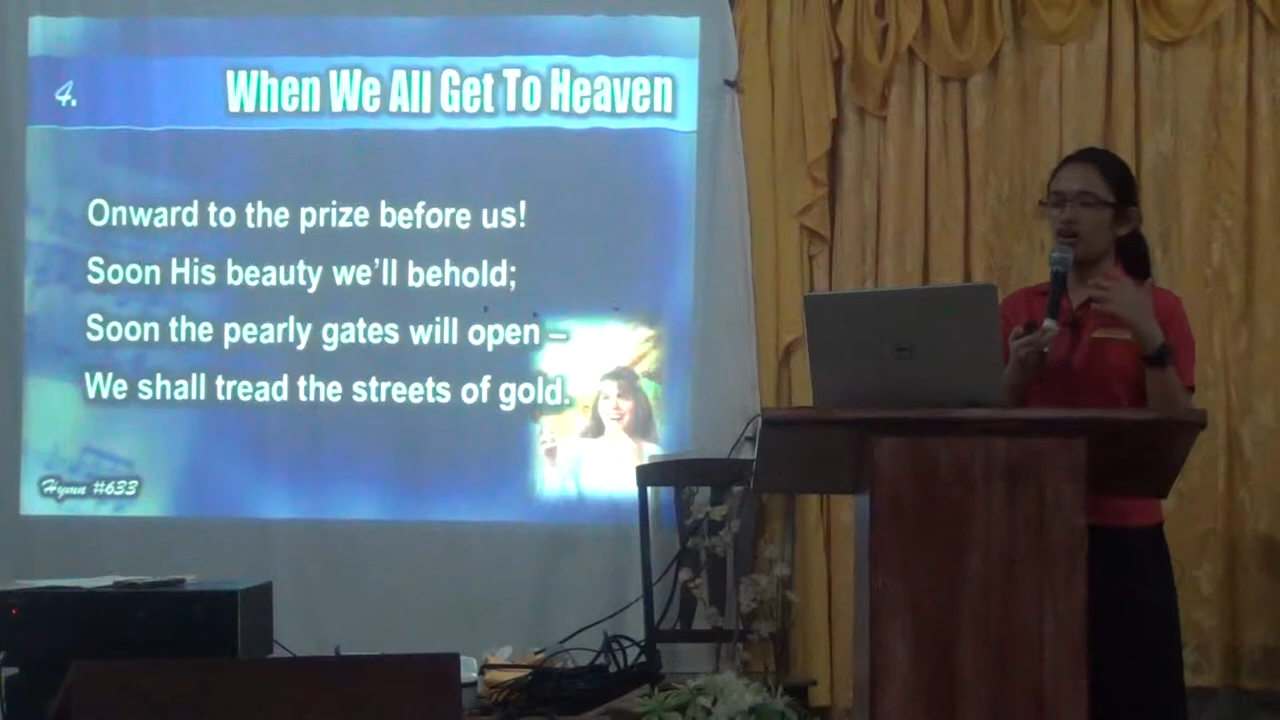 4.
When We All Get To Heaven
Onward to the prize before us!
Soon His beauty we'll behold;
Soon the pearly gates will open –
We shall tread the streets of gold.
Hymn #633